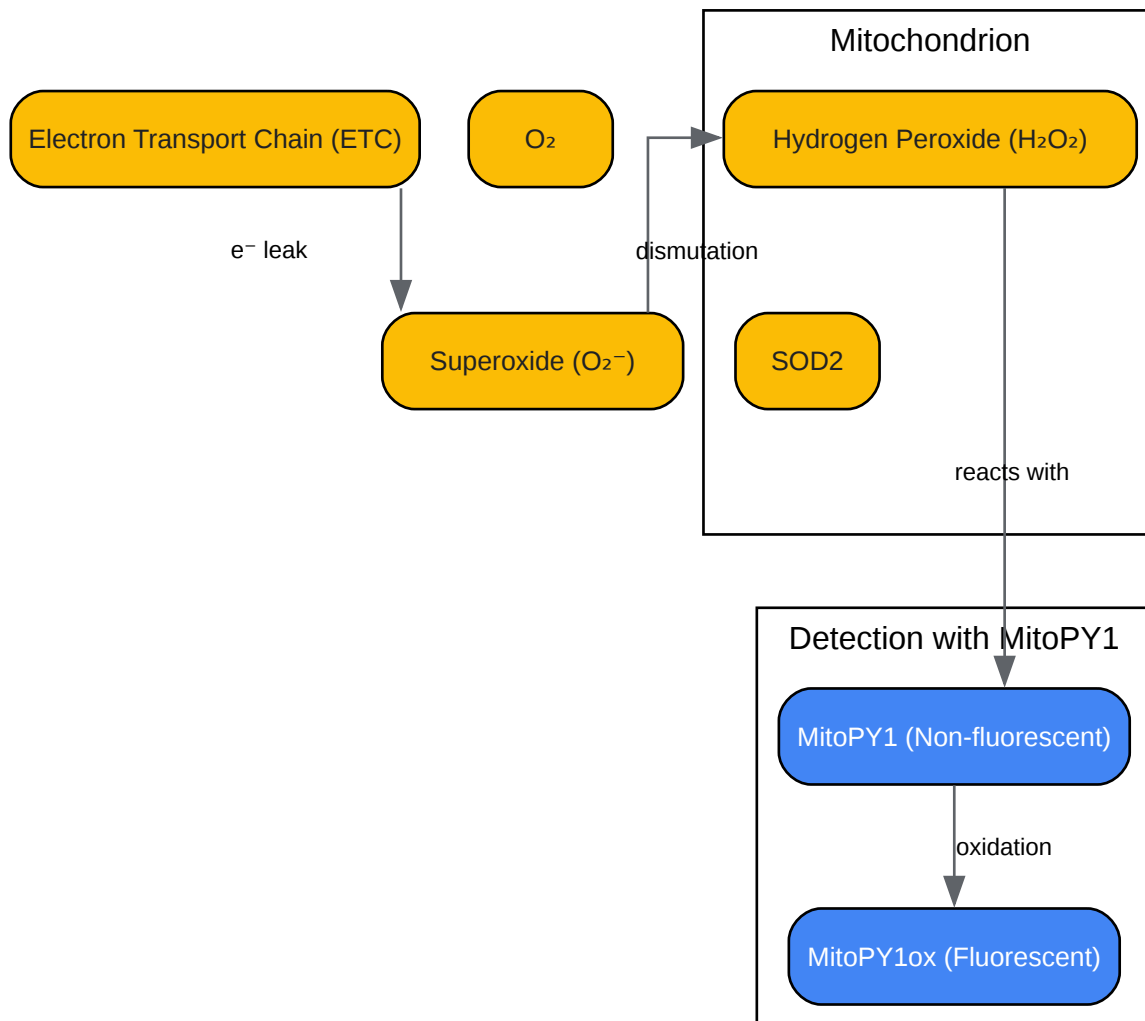 Mitochondrion
Electron Transport Chain (ETC)
O₂
Hydrogen Peroxide (H₂O₂)
e⁻ leak
dismutation
Superoxide (O₂⁻)
SOD2
reacts with
Detection with MitoPY1
MitoPY1 (Non-fluorescent)
oxidation
MitoPY1ox (Fluorescent)